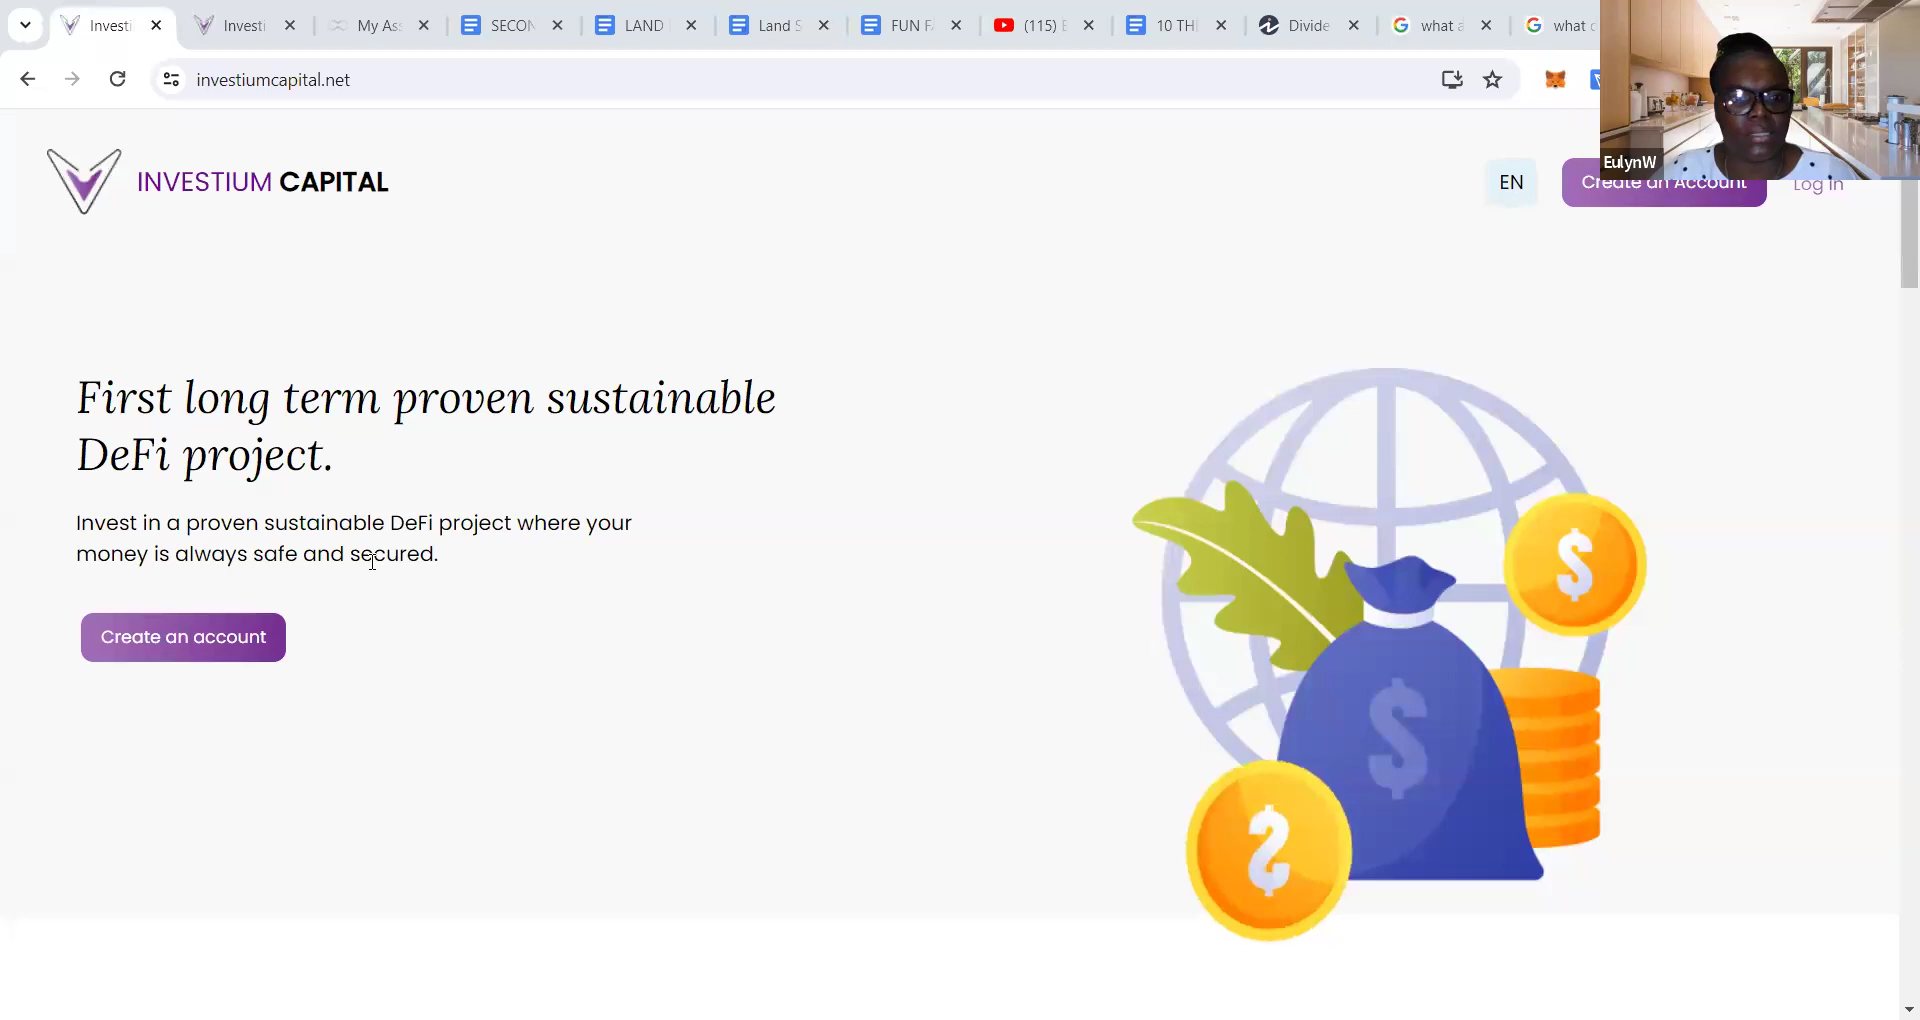 Investi
Investi
My Ass
SECON
LAND
Land S
FUN FA
(115) E
10 TH
Divide
what a
what c
investiumcapital.net
EulynW
INVESTIUM CAPITAL
EN
Create an Account
Log In
First long term proven sustainable
DeFi project.
Invest in a proven sustainable DeFi project where your
money is always safe and secured.
Create an account
$
$
$